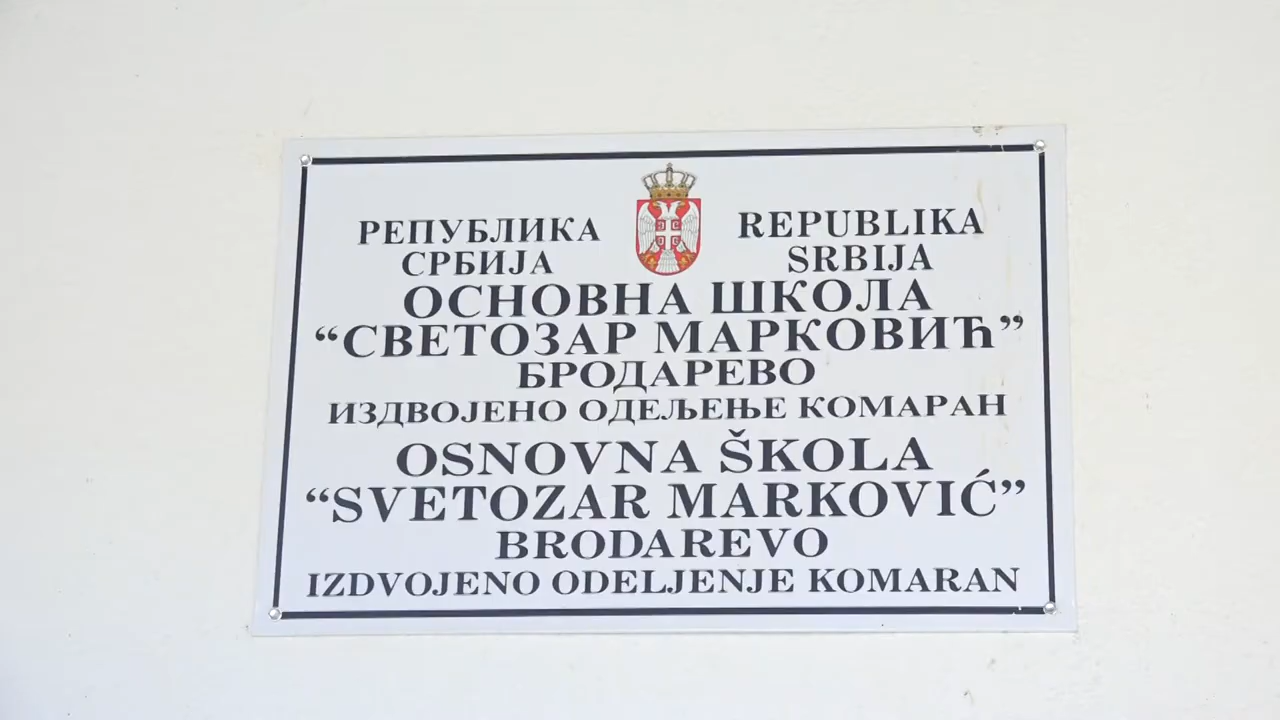 РЕПУБЛИКА
СРБИЈА
REPUBLIKA
SRBIJA
ОСНОВНА ШКОЛА
“СВЕТОЗАР МАРКОВИЋ”
БРОДАРЕВО
ИЗДВОЈЕНО ОДЕЉЕЊЕ КОМАРАН
OSNOVNA ŠKOLA
“SVETOZAR MARKOVIĆ”
BRODAREVO
IZDVOJENO ODELJENJE KOMARAN